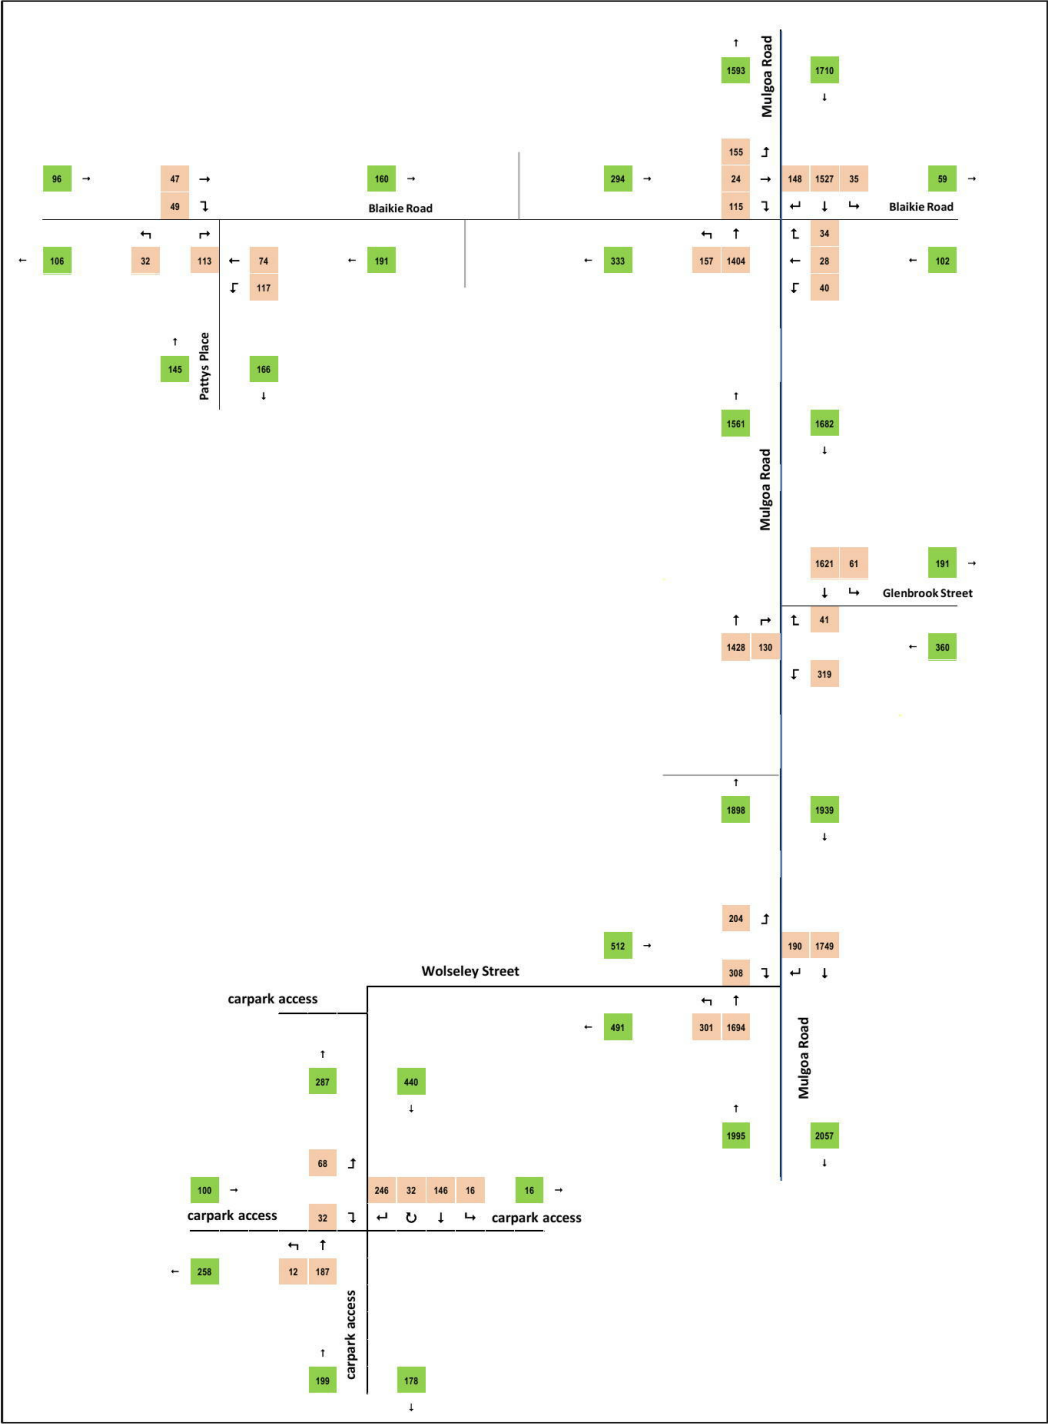 Mulgoa Road
↑ ↓
1593 1710
155 ↰
96 → 47 → 160 → 294 → 24 → 148 1527 35 59 →
49 ↴ Blaikie Road 115 ↴ ↵ ↓ ↳ Blaikie Road
↰ ↱ ↰ ↑ ↑ 34
← 106 32 113 ← 74 ← 191 ← 333 157 1404 ← 28 ← 102
117 40
↑
145 Pattys Place 166
↓
↑
1561 1682
↓
Mulgoa Road
1621 61 191 →
↓ ↳ Glenbrook Street
↑ ↱ 41
1428 130 ← 360
319
↑
1898 1939
↓
204
512 → 190 1749
Wolseley Street 308 ↴ ↵ ↓
carpark access ↰ ↑
← 491 301 1694
Mulgoa Road
↑
287 440
↓
↑
1995 2057
↓
68
100 → 246 32 146 16 16 →
carpark access 32 ↴ ↵ ↻ ↓ ↳ carpark access
↰ ↑
← 258 12 187
carpark access
↑
199 178
↓